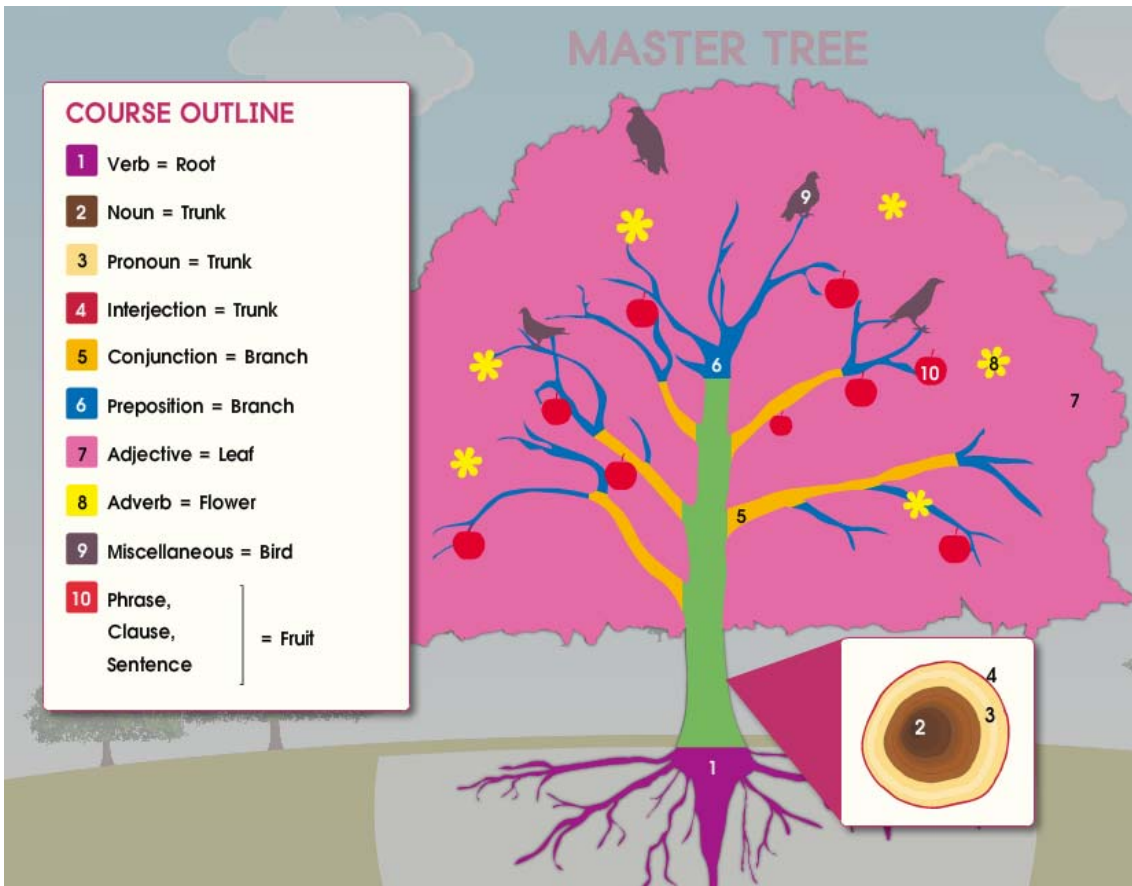 MASTER TREE
COURSE OUTLINE
1 Verb = Root
2 Noun = Trunk
3 Pronoun = Trunk
4 Interjection = Trunk
5 Conjunction = Branch
6 Preposition = Branch
7 Adjective = Leaf
8 Adverb = Flower
9 Miscellaneous = Bird
10 Phrase,
Clause, = Fruit
Sentence
9
6
10
8
7
5
4
3
2
1